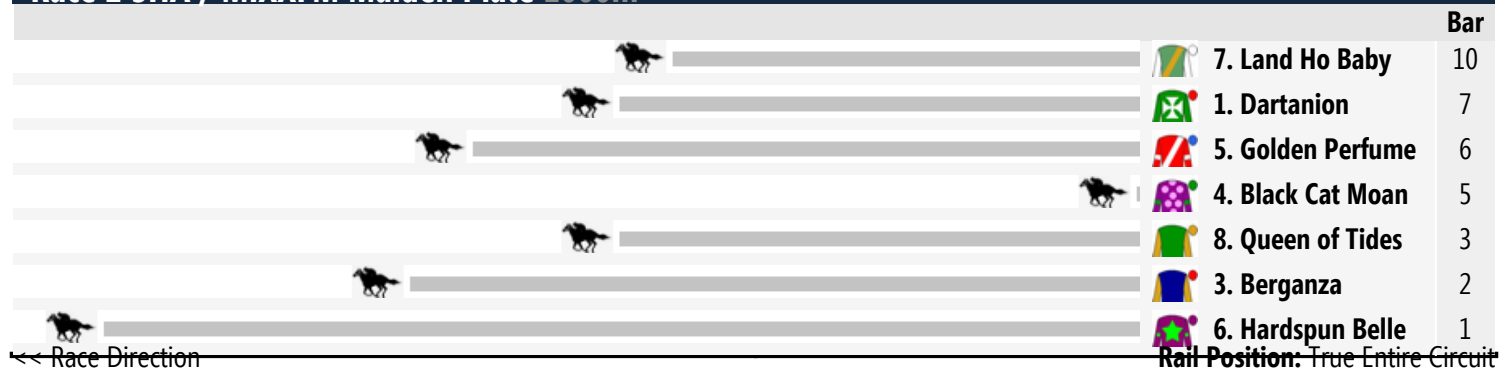 Bar
7. Land Ho Baby 10
1. Dartanion 7
5. Golden Perfume 6
4. Black Cat Moan 5
8. Queen of Tides 3
3. Berganza 2
6. Hardspun Belle 1
<< Race Direction Rail Position: True Entire Circuit